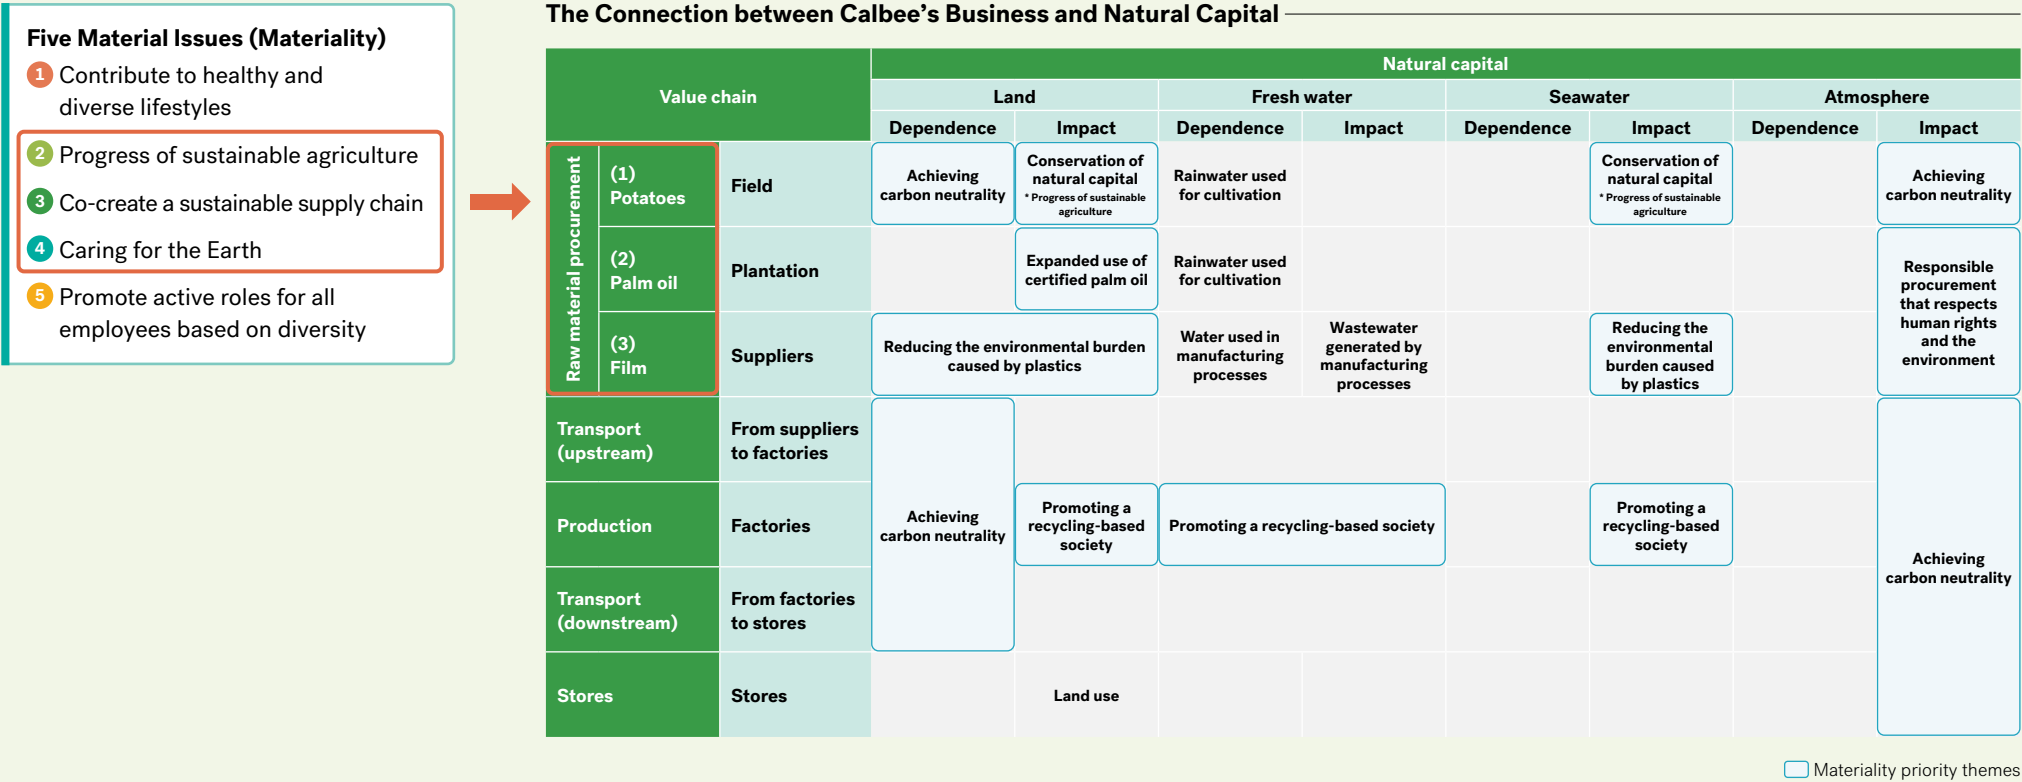 Five Material Issues (Materiality)
1 Contribute to healthy and
diverse lifestyles
2 Progress of sustainable agriculture
3 Co-create a sustainable supply chain
4 Caring for the Earth
5 Promote active roles for all
employees based on diversity
The Connection between Calbee's Business and Natural Capital
Value chain
Natural capital
Land
Fresh water
Seawater
Atmosphere
Dependence
Impact
Dependence
Impact
Dependence
Impact
Dependence
Impact
Raw material procurement
(1)
Potatoes
Field
Achieving
carbon neutrality
Conservation of
natural capital
* Progress of sustainable
agriculture
Rainwater used
for cultivation
Conservation of
natural capital
* Progress of sustainable
agriculture
Achieving
carbon neutrality
(2)
Palm oil
Plantation
Expanded use of
certified palm oil
Rainwater used
for cultivation
Responsible
procurement
that respects
human rights
and the
environment
(3)
Film
Suppliers
Reducing the environmental burden
caused by plastics
Water used in
manufacturing
processes
Wastewater
generated by
manufacturing
processes
Reducing the
environmental
burden caused
by plastics
Transport
(upstream)
From suppliers
to factories
Achieving
carbon neutrality
Production
Factories
Promoting a
recycling-based
society
Promoting a recycling-based society
Promoting a
recycling-based
society
Achieving
carbon neutrality
Transport
(downstream)
From factories
to stores
Stores
Stores
Land use
Materiality priority themes